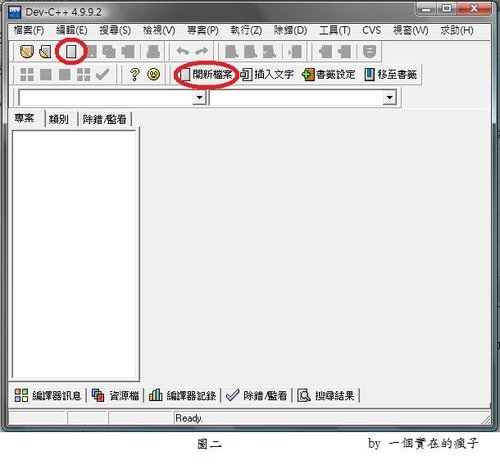 Dev-C++ 4.9.9.2
檔案(F) 編輯(E) 搜尋(S) 檢視(V) 專案(P) 執行(Z) 除錯(D) 工具(T) CVS 視窗(W) 求助(H)
開新檔案 插入文字 書籤設定 移至書籤
專案 類別 除錯/監看
編譯器訊息 資源檔 編譯器記錄 除錯/監看 搜尋結果
Ready.
圖二 by 一個實在的瘋子